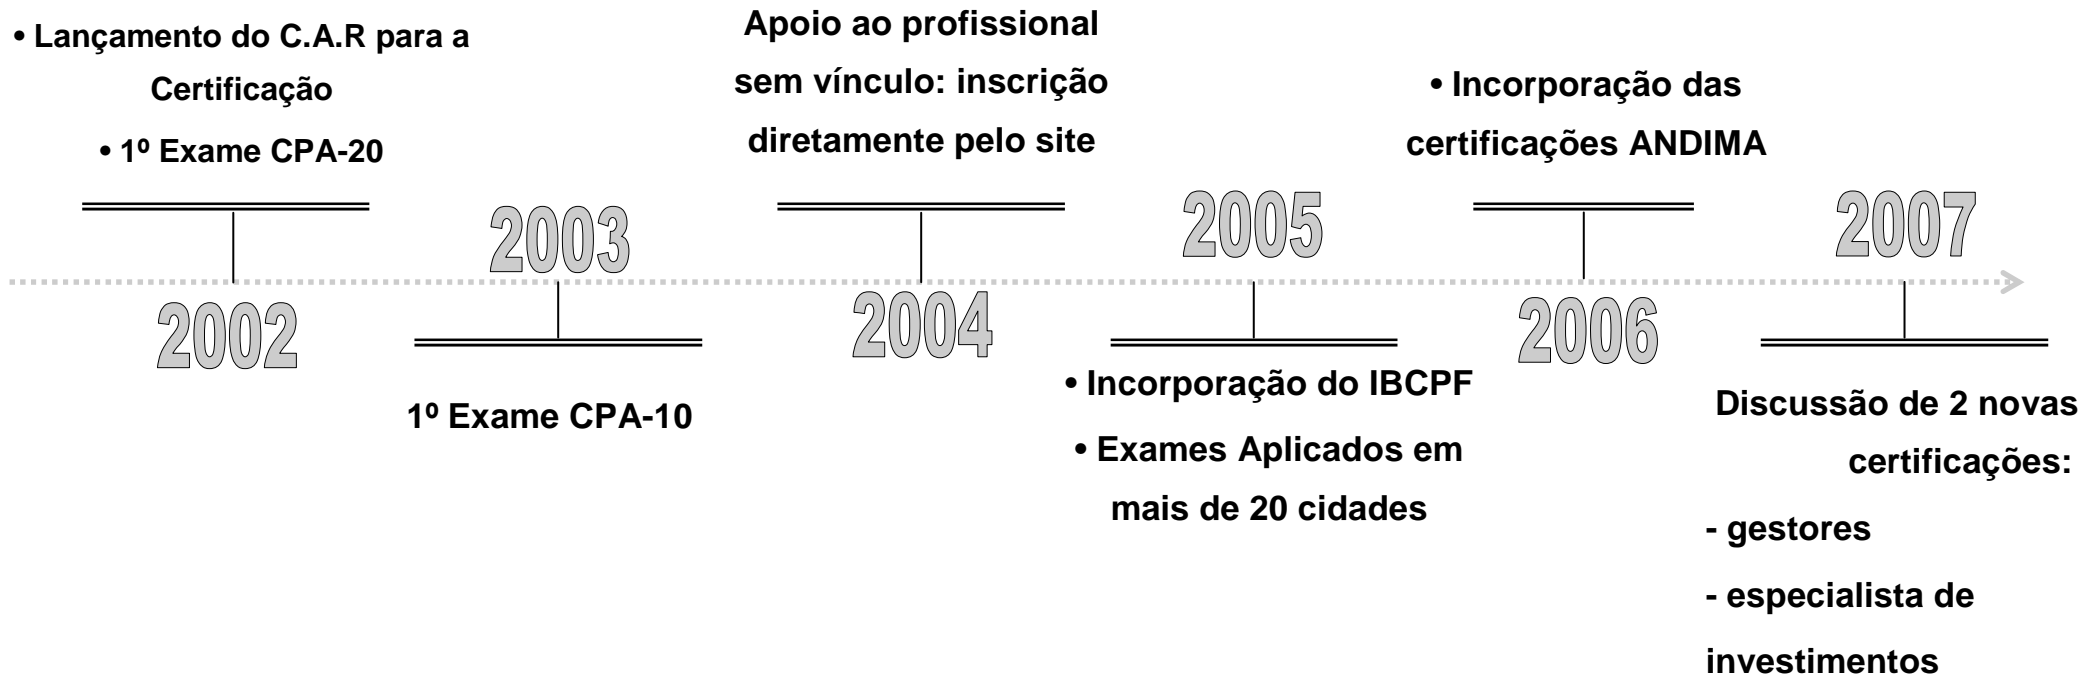 • Lançamento do C.A.R para a
Certificação
• 1º Exame CPA-20
2002
2003
1º Exame CPA-10
Apoio ao profissional
sem vínculo: inscrição
diretamente pelo site
2004
2005
• Incorporação do IBCPF
• Exames Aplicados em
mais de 20 cidades
• Incorporação das
certificações ANDIMA
2006
2007
Discussão de 2 novas
certificações:
- gestores
- especialista de
investimentos